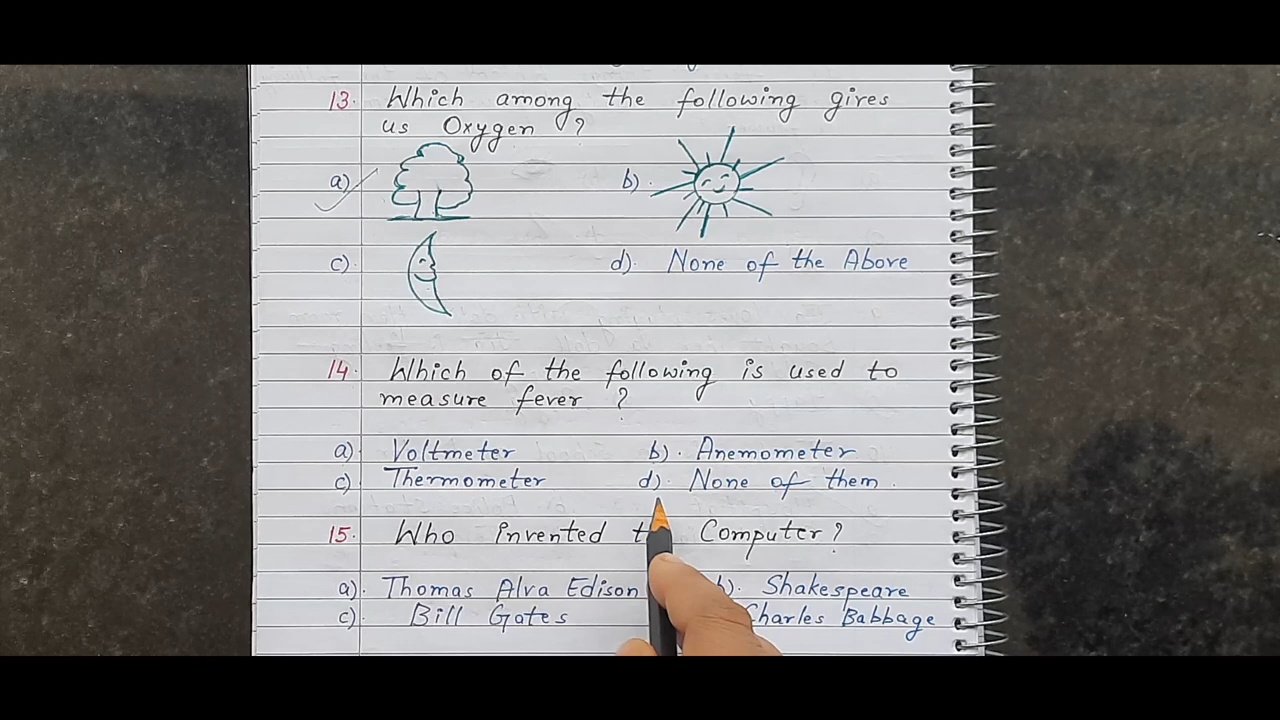 13. Which among the following gives
us Oxygen ?
a)
b).
c).
d). None of the Above
14. Which of the following is used to
measure fever ?
a) Voltmeter b). Anemometer
c) Thermometer d). None of them.
15. Who invented Computer?
a). Thomas Alva Edison b). Shakespeare
c). Bill Gates Charles Babbage